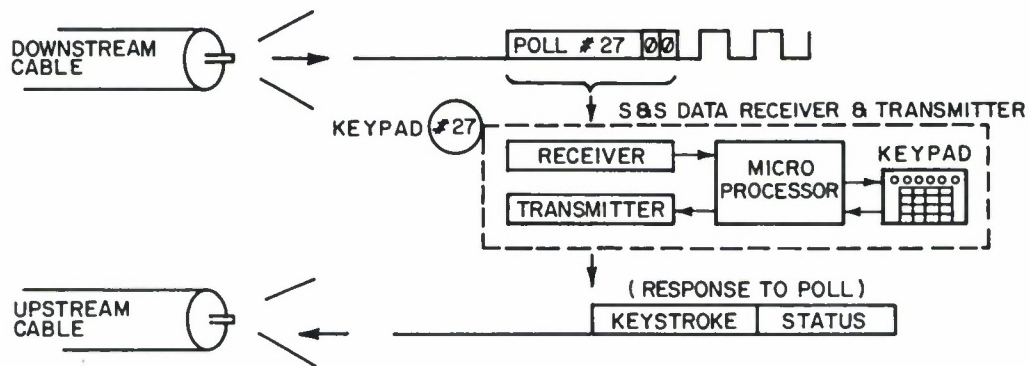 DOWNSTREAM
CABLE
POLL #27 ØØ
S&S DATA RECEIVER & TRANSMITTER
KEYPAD #27
RECEIVER
MICRO
PROCESSOR
KEYPAD
TRANSMITTER
UPSTREAM
CABLE
(RESPONSE TO POLL)
KEYSTROKE STATUS